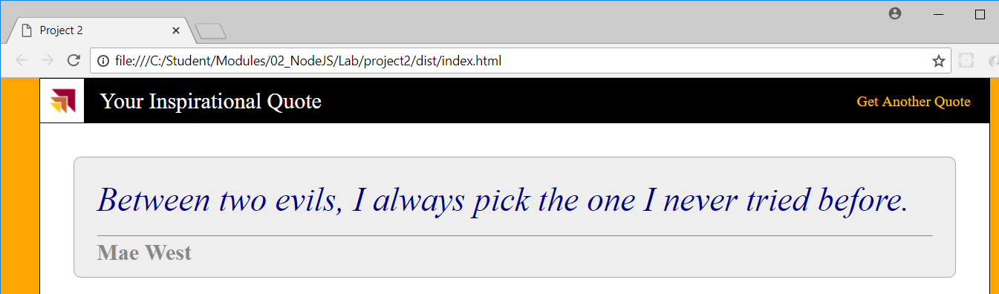 Project 2
file:///C:/Student/Modules/02_NodeJS/Lab/project2/dist/index.html
Your Inspirational Quote
Get Another Quote
Between two evils, I always pick the one I never tried before.
Mae West